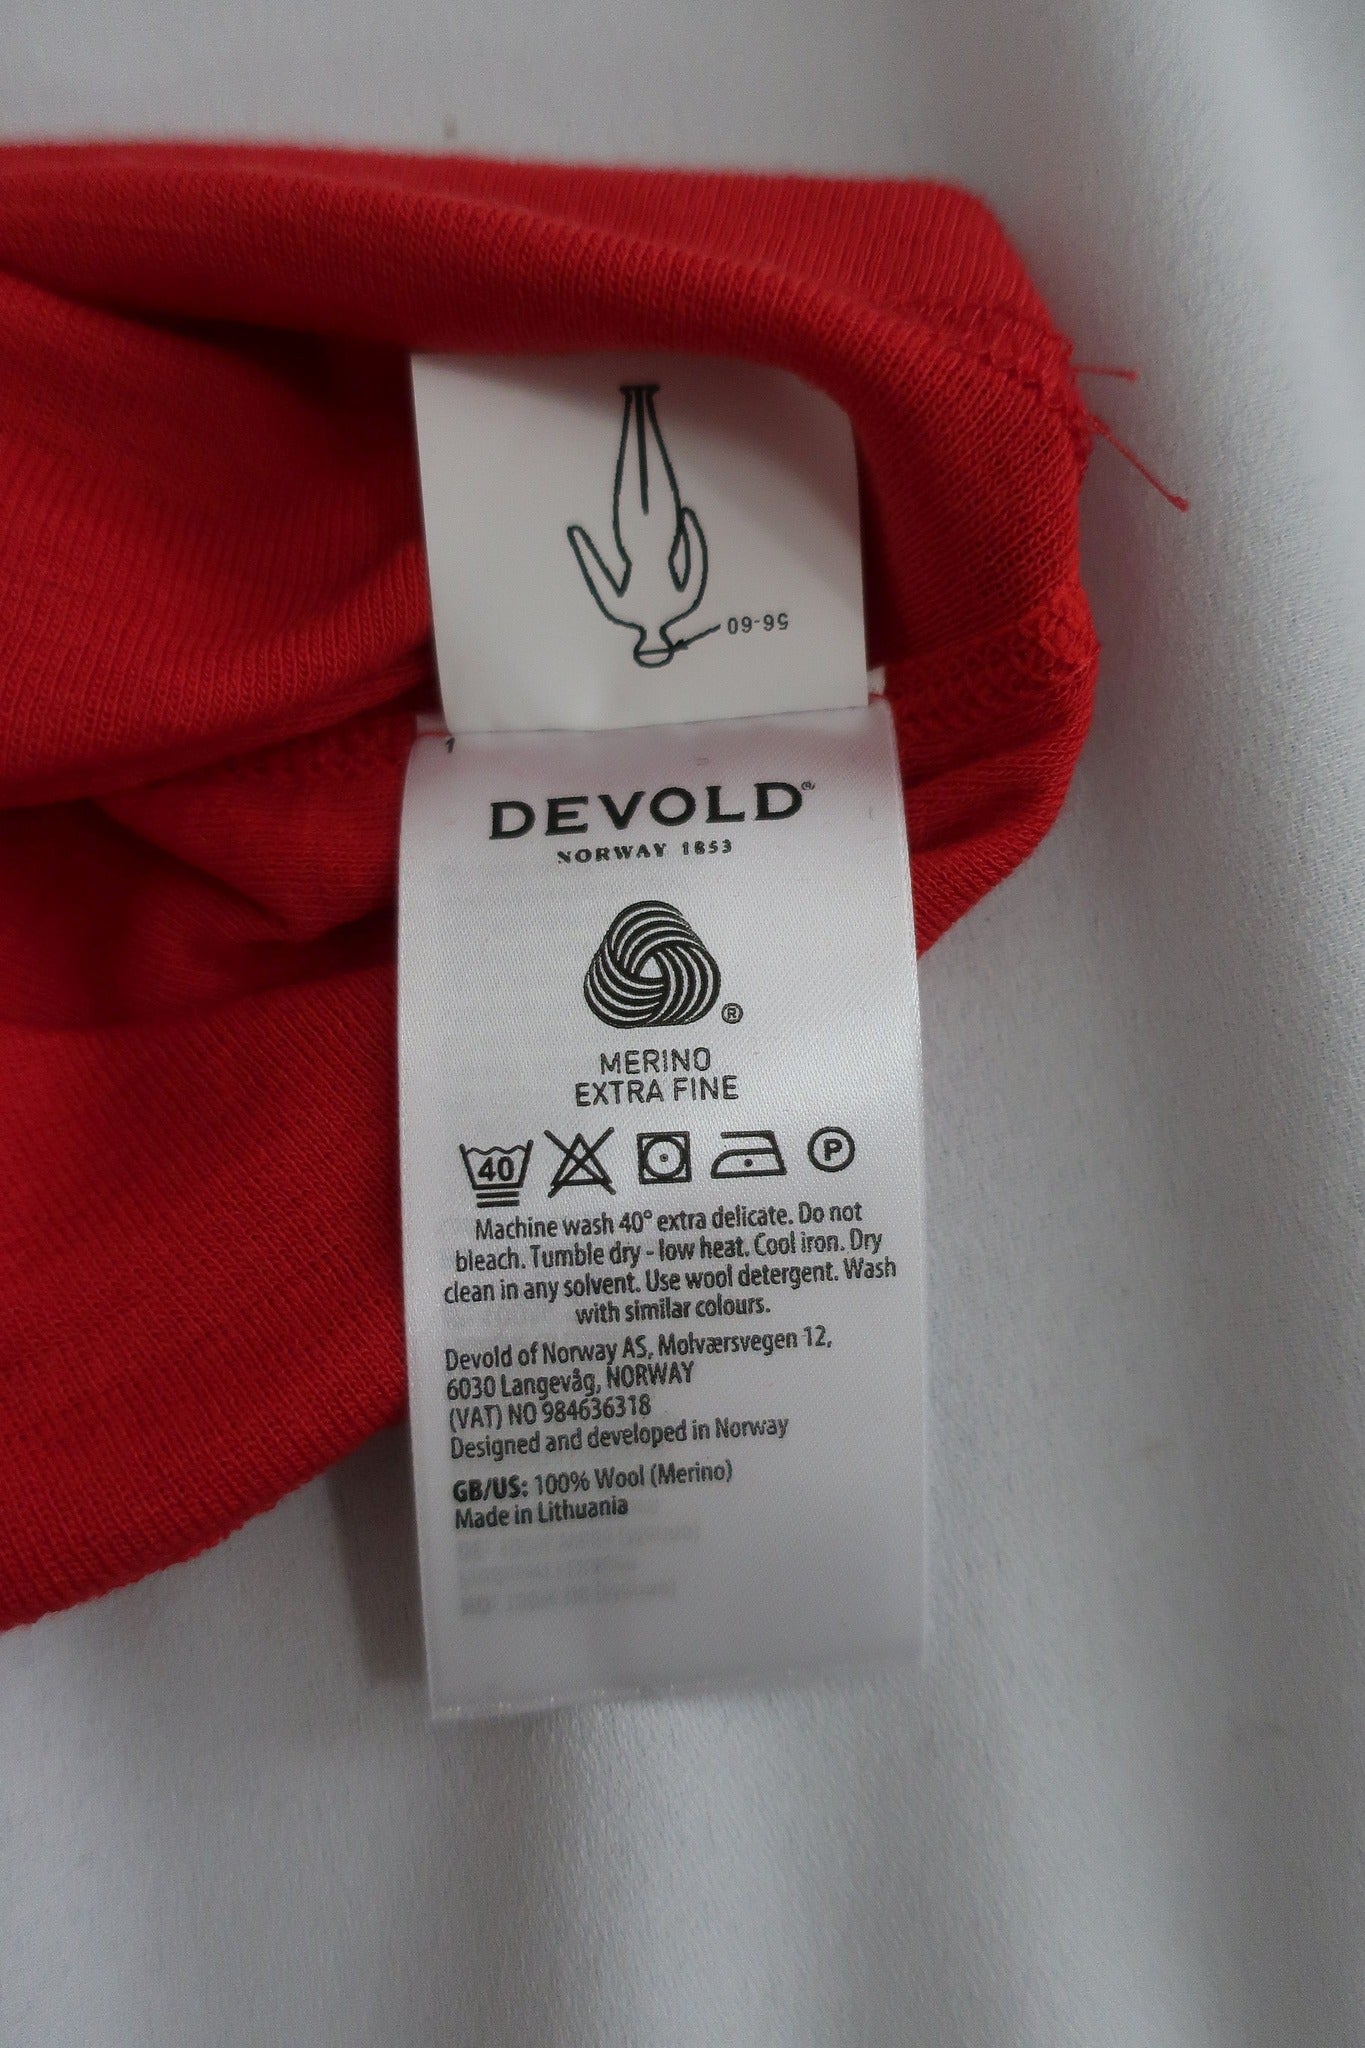 56-60
1
DEVOLD®
NORWAY 1853
®
MERINO
EXTRA FINE
40
P
Machine wash 40° extra delicate. Do not
bleach. Tumble dry - low heat. Cool iron. Dry
clean in any solvent. Use wool detergent. Wash
with similar colours.
Devold of Norway AS, Molværsvegen 12,
6030 Langevåg, NORWAY
(VAT) NO 984636318
Designed and developed in Norway
GB/US: 100% Wool (Merino)
Made in Lithuania